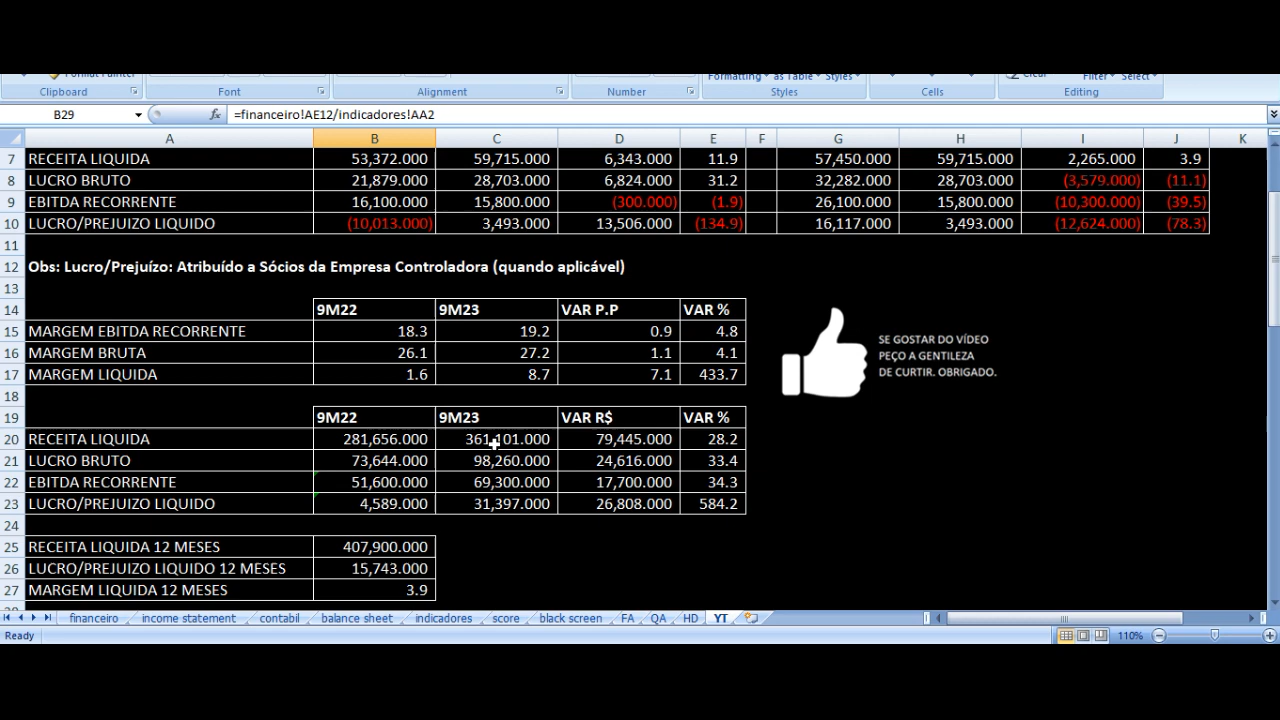 Format Painter Formatting as Table Styles Clear Filter Select
Clipboard Font Alignment Number Styles Cells Editing
B29 fx =financeiro!AE12/indicadores!AA2
A B C D E F G H I J K
7 RECEITA LIQUIDA 53,372.000 59,715.000 6,343.000 11.9 57,450.000 59,715.000 2,265.000 3.9
8 LUCRO BRUTO 21,879.000 28,703.000 6,824.000 31.2 32,282.000 28,703.000 (3,579.000) (11.1)
9 EBITDA RECORRENTE 16,100.000 15,800.000 (300.000) (1.9) 26,100.000 15,800.000 (10,300.000) (39.5)
10 LUCRO/PREJUIZO LIQUIDO (10,013.000) 3,493.000 13,506.000 (134.9) 16,117.000 3,493.000 (12,624.000) (78.3)
11
12 Obs: Lucro/Prejuízo: Atribuído a Sócios da Empresa Controladora (quando aplicável)
13
14 9M22 9M23 VAR P.P VAR %
15 MARGEM EBITDA RECORRENTE 18.3 19.2 0.9 4.8
16 MARGEM BRUTA 26.1 27.2 1.1 4.1
17 MARGEM LIQUIDA 1.6 8.7 7.1 433.7
SE GOSTAR DO VÍDEO
PEÇO A GENTILEZA
DE CURTIR. OBRIGADO.
18
19 9M22 9M23 VAR R$ VAR %
20 RECEITA LIQUIDA 281,656.000 361,101.000 79,445.000 28.2
21 LUCRO BRUTO 73,644.000 98,260.000 24,616.000 33.4
22 EBITDA RECORRENTE 51,600.000 69,300.000 17,700.000 34.3
23 LUCRO/PREJUIZO LIQUIDO 4,589.000 31,397.000 26,808.000 584.2
24
25 RECEITA LIQUIDA 12 MESES 407,900.000
26 LUCRO/PREJUIZO LIQUIDO 12 MESES 15,743.000
27 MARGEM LIQUIDA 12 MESES 3.9
financeiro income statement contabil balance sheet indicadores score black screen FA QA HD YT
Ready 110%